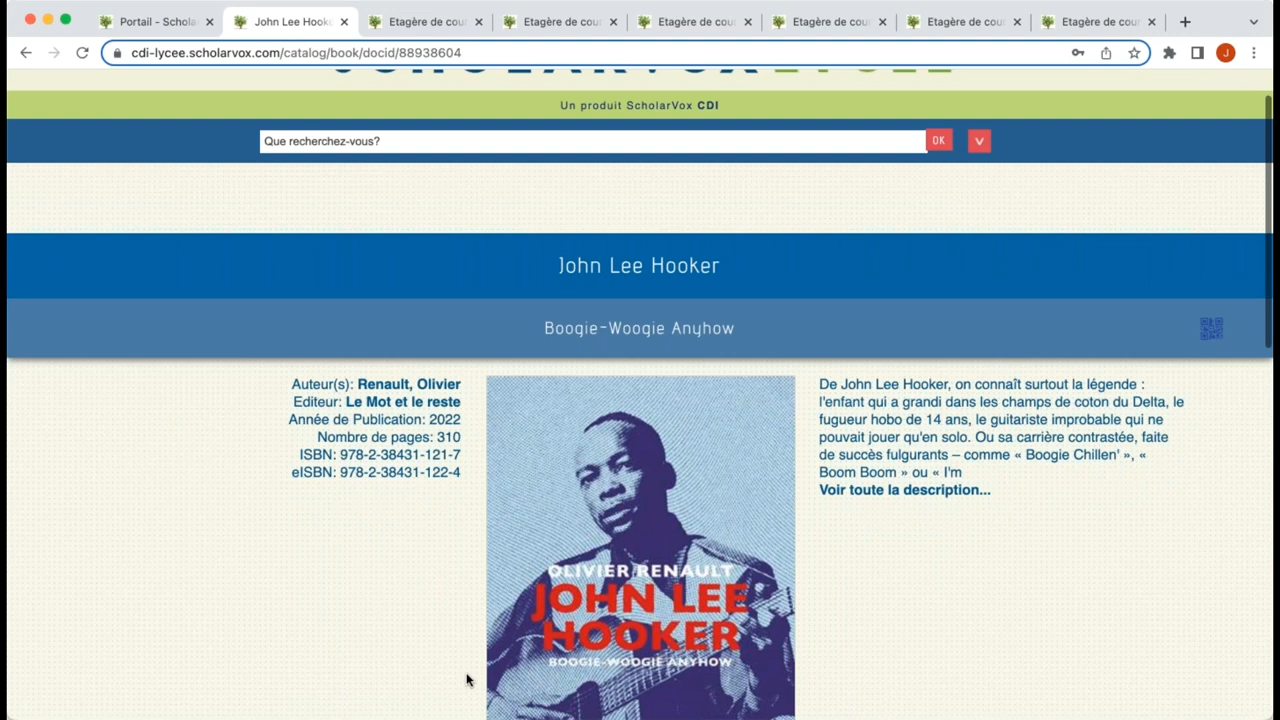 Portail - Schola
John Lee Hooke
Etagère de cou
Etagère de cou
Etagère de cou
Etagère de cou
Etagère de cou
Etagère de cou
cdi-lycee.scholarvox.com/catalog/book/docid/88938604
J
Un produit ScholarVox CDI
Que recherchez-vous?
OK
John Lee Hooker
Boogie-Woogie Anyhow
Auteur(s): Renault, Olivier
Editeur: Le Mot et le reste
Année de Publication: 2022
Nombre de pages: 310
ISBN: 978-2-38431-121-7
eISBN: 978-2-38431-122-4
OLIVIER RENAULT
JOHN LEE
HOOKER
BOOGIE-WOOGIE ANYHOW
De John Lee Hooker, on connaît surtout la légende :
l'enfant qui a grandi dans les champs de coton du Delta, le
fugueur hobo de 14 ans, le guitariste improbable qui ne
pouvait jouer qu'en solo. Ou sa carrière contrastée, faite
de succès fulgurants – comme « Boogie Chillen' », «
Boom Boom » ou « I'm
Voir toute la description...